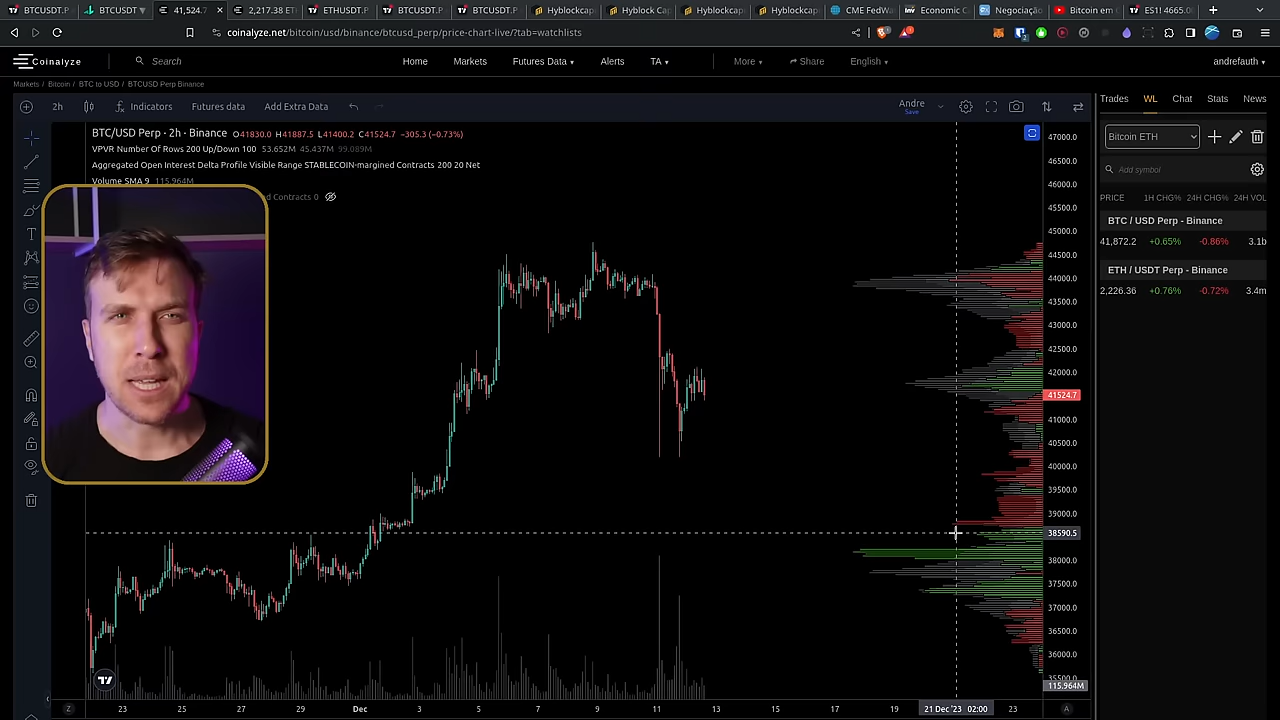 BTCUSDT.P
BTCUSDT
41,524.7
2,217.38 ET
ETHUSDT.P
BTCUSDT.P
BTCUSDT.P
Hyblockcap
Hyblock Cap
Hyblockcap
Hyblockcap
CME FedWa
Economic C
Negociação
Bitcoin em
ES1! 4665.0
coinalyze.net/bitcoin/usd/binance/btcusd_perp/price-chart-live/?tab=watchlists
Coinalyze
Search
Home
Markets
Futures Data
Alerts
TA
More
Share
English
andrefauth
Markets / Bitcoin / BTC to USD / BTCUSD Perp Binance
2h
Indicators
Futures data
Add Extra Data
Andre
Save
Trades
WL
Chat
Stats
News
BTC/USD Perp · 2h · Binance O41830.0 H41887.5 L41400.2 C41524.7 −305.3 (−0.73%)
VPVR Number Of Rows 200 Up/Down 100 53.652M 45.437M 99.089M
Aggregated Open Interest Delta Profile Visible Range STABLECOIN-margined Contracts 200 20 Net
Volume SMA 9 115.964M
d Contracts 0
Bitcoin ETH
Add symbol
PRICE 1H CHG% 24H CHG% 24H VOL
BTC / USD Perp - Binance
41,872.2 +0.65% -0.86% 3.1b
ETH / USDT Perp - Binance
2,226.36 +0.76% -0.72% 3.4m
47000.0
46500.0
46000.0
45500.0
45000.0
44500.0
44000.0
43500.0
43000.0
42500.0
42000.0
41524.7
41000.0
40500.0
40000.0
39500.0
39000.0
38590.5
38000.0
37500.0
37000.0
36500.0
36000.0
35500.0
115.964M
Z
23
25
27
29
Dec
3
5
7
9
11
13
15
17
19
21 Dec '23 02:00
23
A